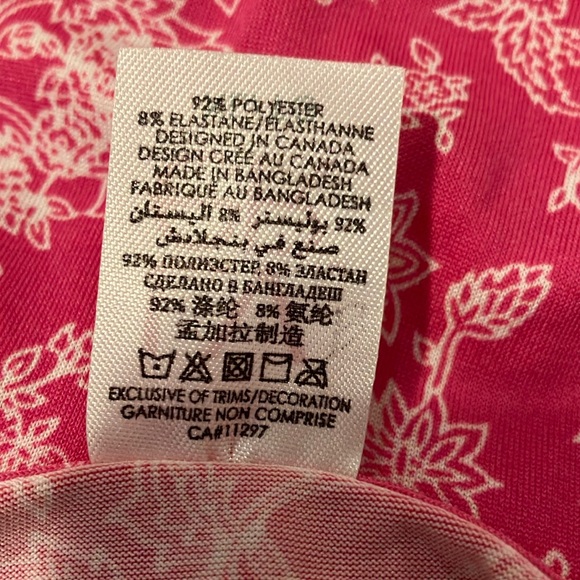 92% POLYESTER
8% ELASTANE/ELASTHANNE
DESIGNED IN CANADA
DESIGN CRÉÉ AU CANADA
MADE IN BANGLADESH
FABRIQUÉ AU BANGLADESH
92% بوليستر 8% اليستان
صنع في بنجلادش
92% ПОЛИЭСТЕР, 8% ЭЛАСТАН
СДЕЛАНО В БАНГЛАДЕШ
92% 涤纶 8% 氨纶
孟加拉制造
EXCLUSIVE OF TRIMS/DECORATION
GARNITURE NON COMPRISE
CA#11297